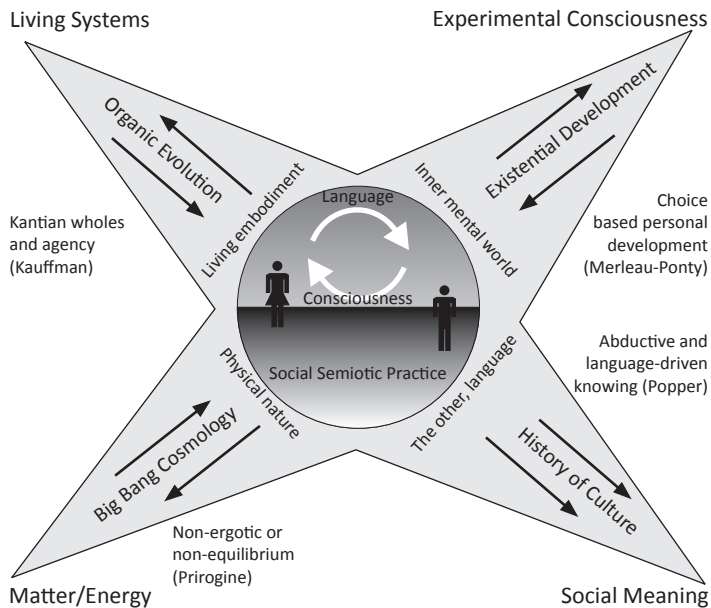 Living Systems
Experimental Consciousness
Organic Evolution
Existential Development
Living embodiment
Inner mental world
Language
Kantian wholes
and agency
(Kauffman)
Choice
based personal
development
(Merleau-Ponty)
Consciousness
Social Semiotic Practice
Physical nature
The other, language
Abductive and
language-driven
knowing (Popper)
Big Bang Cosmology
History of Culture
Non-ergotic or
non-equilibrium
(Prirogine)
Matter/Energy
Social Meaning